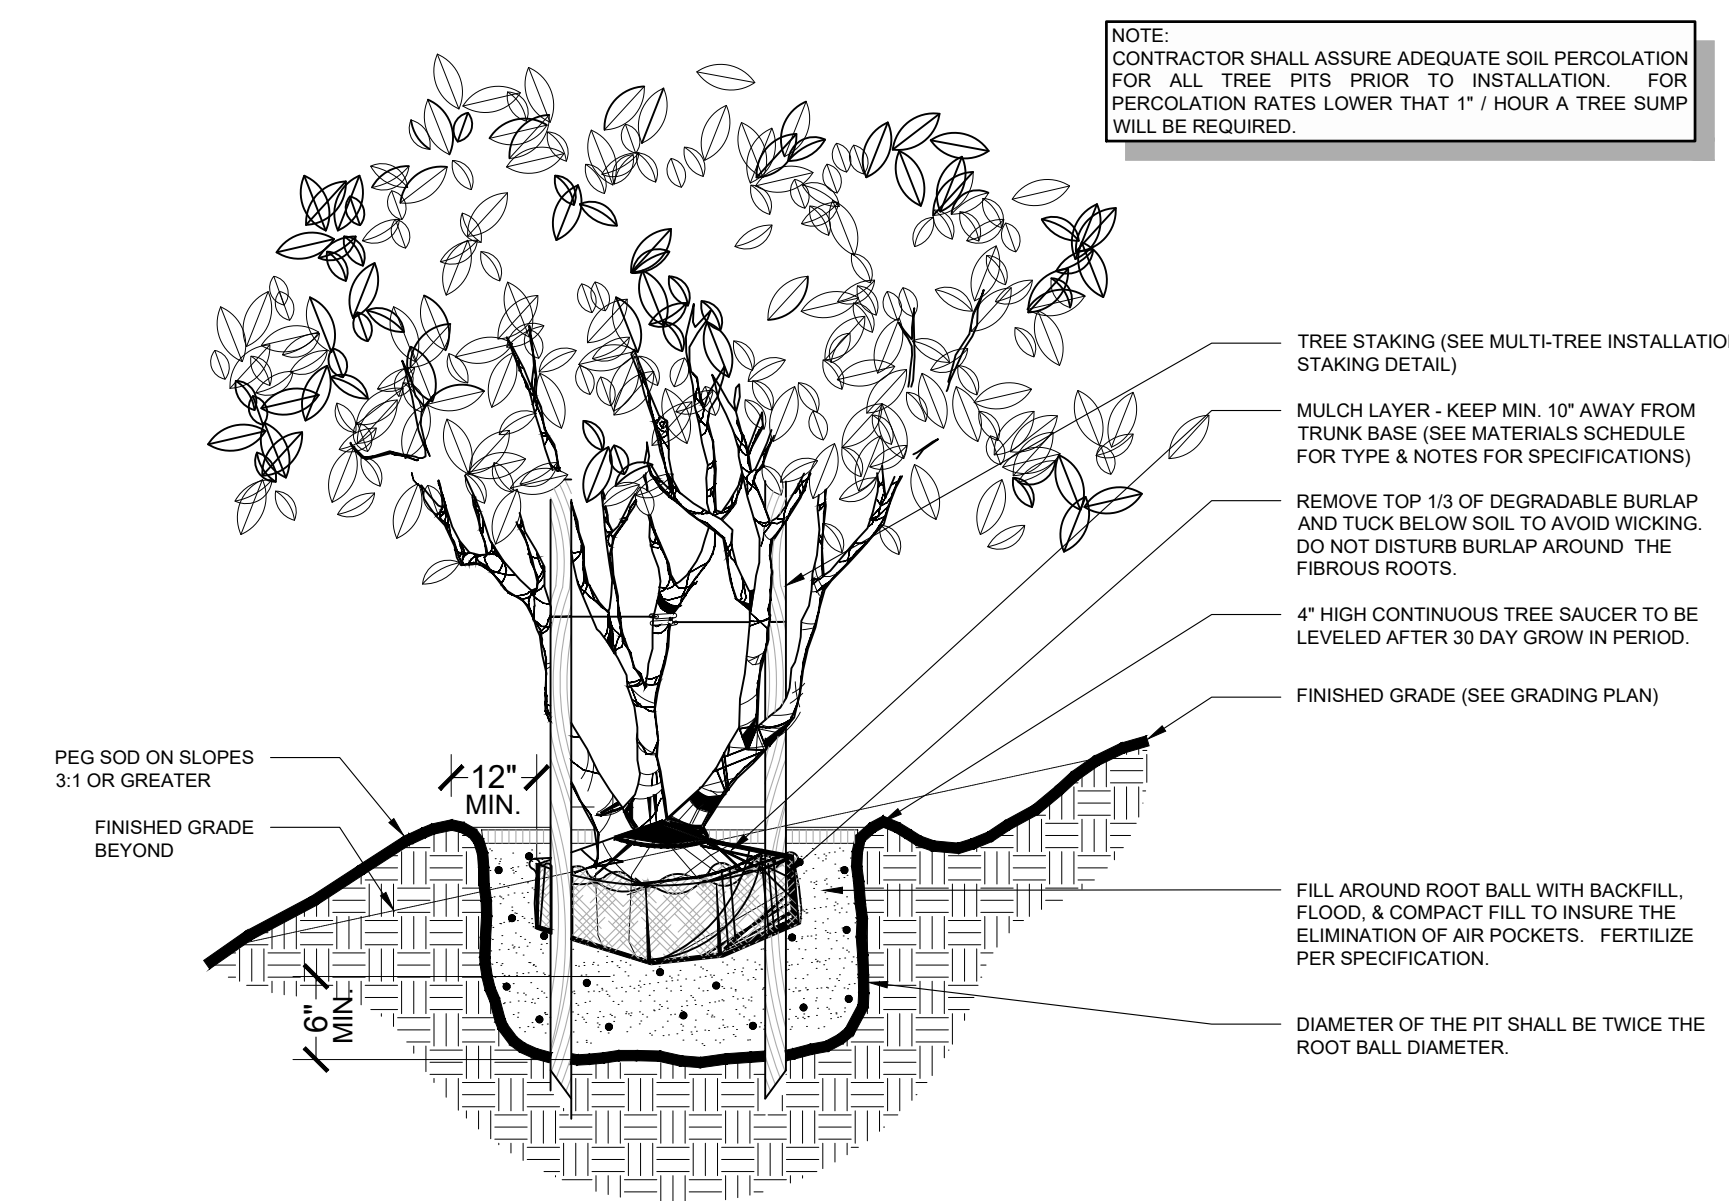 NOTE:
CONTRACTOR SHALL ASSURE ADEQUATE SOIL PERCOLATION
FOR ALL TREE PITS PRIOR TO INSTALLATION. FOR
PERCOLATION RATES LOWER THAT 1" / HOUR A TREE SUMP
WILL BE REQUIRED.
TREE STAKING (SEE MULTI-TREE INSTALLATION
STAKING DETAIL)
MULCH LAYER - KEEP MIN. 10" AWAY FROM
TRUNK BASE (SEE MATERIALS SCHEDULE
FOR TYPE & NOTES FOR SPECIFICATIONS)
REMOVE TOP 1/3 OF DEGRADABLE BURLAP
AND TUCK BELOW SOIL TO AVOID WICKING.
DO NOT DISTURB BURLAP AROUND THE
FIBROUS ROOTS.
4" HIGH CONTINUOUS TREE SAUCER TO BE
LEVELED AFTER 30 DAY GROW IN PERIOD.
FINISHED GRADE (SEE GRADING PLAN)
PEG SOD ON SLOPES
3:1 OR GREATER
12"
MIN.
FINISHED GRADE
BEYOND
FILL AROUND ROOT BALL WITH BACKFILL,
FLOOD, & COMPACT FILL TO INSURE THE
ELIMINATION OF AIR POCKETS. FERTILIZE
PER SPECIFICATION.
6"
MIN.
DIAMETER OF THE PIT SHALL BE TWICE THE
ROOT BALL DIAMETER.